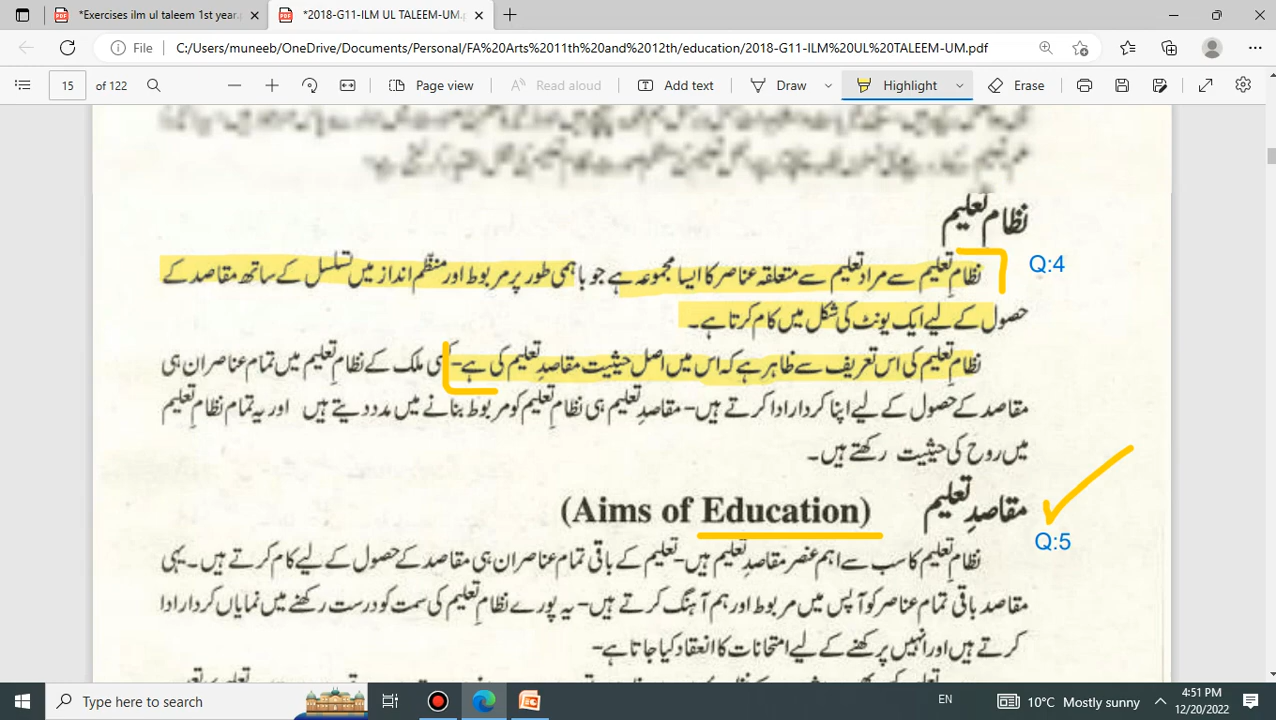 *Exercises ilm ul taleem 1st year.p
*2018-G11-ILM UL TALEEM-UM.pd
File
C:/Users/muneeb/OneDrive/Documents/Personal/FA%20Arts%2011th%20and%2012th/education/2018-G11-ILM%20UL%20TALEEM-UM.pdf
15 of 122
Page view
Read aloud
Add text
Draw
Highlight
Erase
نظام تعلیم
Q:4
نظامِ تعلیم سے مراد تعلیم سے متعلقہ عناصر کا ایسا مجموعہ ہے جو باہمی طور پر مربوط اور منظّم انداز میں تسلسل کے ساتھ مقاصد کے
حصول کے لیے ایک یونٹ کی شکل میں کام کرتا ہے۔
نظامِ تعلیم کی اس تعریف سے ظاہر ہے کہ اس میں اصل حیثیت مقاصدِ تعلیم کی ہے۔ کسی ملک کے نظامِ تعلیم میں تمام عناصر ان ہی
مقاصد کے حصول کے لیے اپنا کردار ادا کرتے ہیں۔ مقاصدِ تعلیم ہی نظامِ تعلیم کو مربوط بنانے میں مدد دیتے ہیں اور یہ تمام نظامِ تعلیم
میں روح کی حیثیت رکھتے ہیں۔
مقاصدِ تعلیم (Aims of Education)
Q:5
نظامِ تعلیم کا سب سے اہم عنصر مقاصدِ تعلیم ہیں۔ تعلیم کے باقی تمام عناصر ان ہی مقاصد کے حصول کے لیے کام کرتے ہیں۔ یہی
مقاصد باقی تمام عناصر کو آپس میں مربوط اور ہم آہنگ کرتے ہیں۔ یہ پورے نظامِ تعلیم کی سمت کو درست رکھنے میں نمایاں کردار ادا
کرتے ہیں اور انہیں پرکھنے کے لیے امتحانات کا انعقاد کیا جاتا ہے۔
Type here to search
EN
10°C Mostly sunny
4:51 PM
12/20/2022